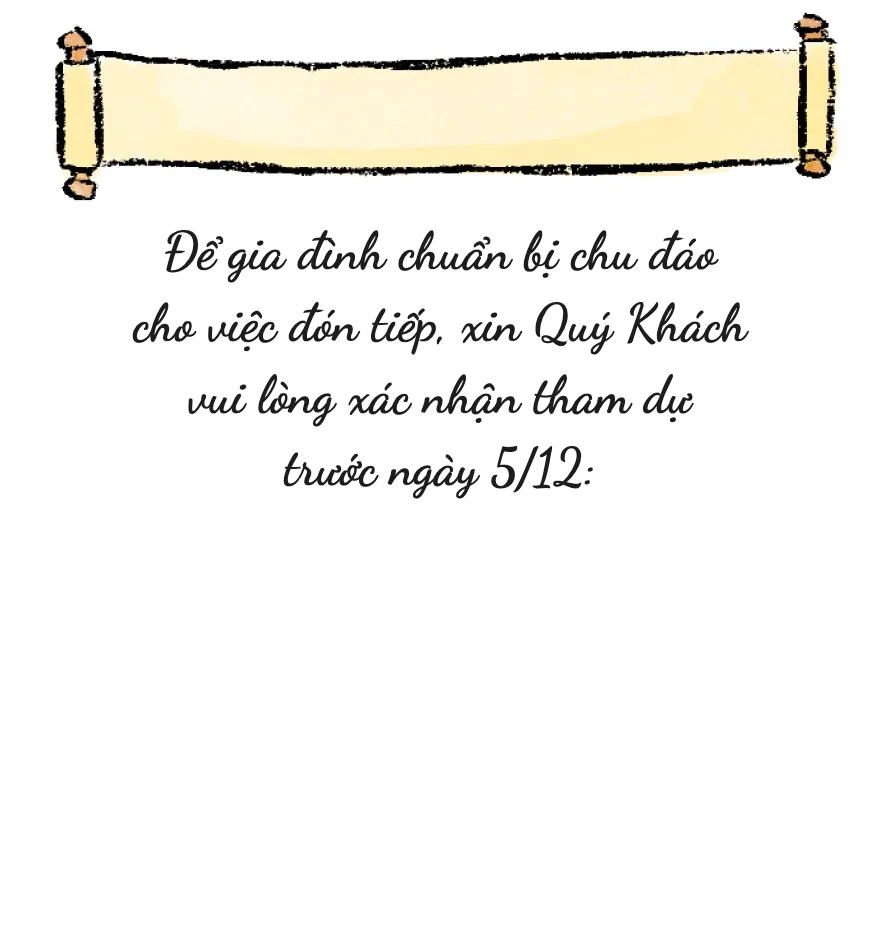 Để gia đình chuẩn bị chu đáo
cho việc đón tiếp, xin Quý Khách
vui lòng xác nhận tham dự
trước ngày 5/12: